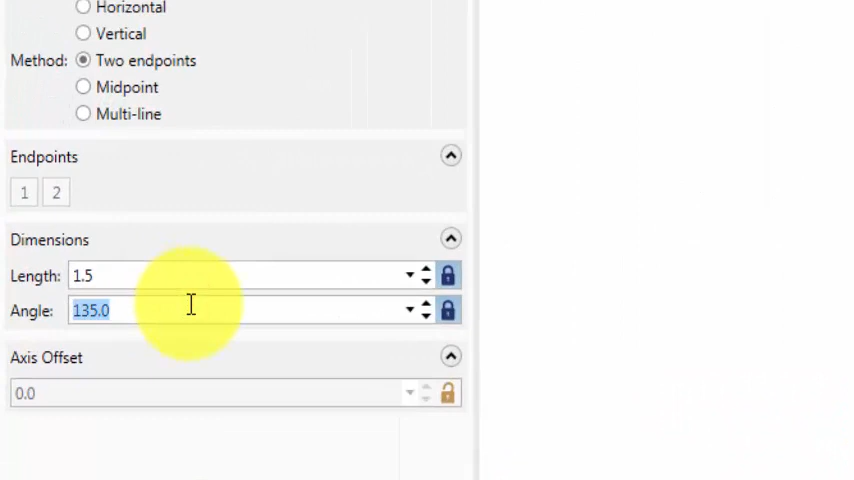 Horizontal
Vertical
Method: Two endpoints
Midpoint
Multi-line
Endpoints
1 2
Dimensions
Length: 1.5
Angle: 135.0
Axis Offset
0.0